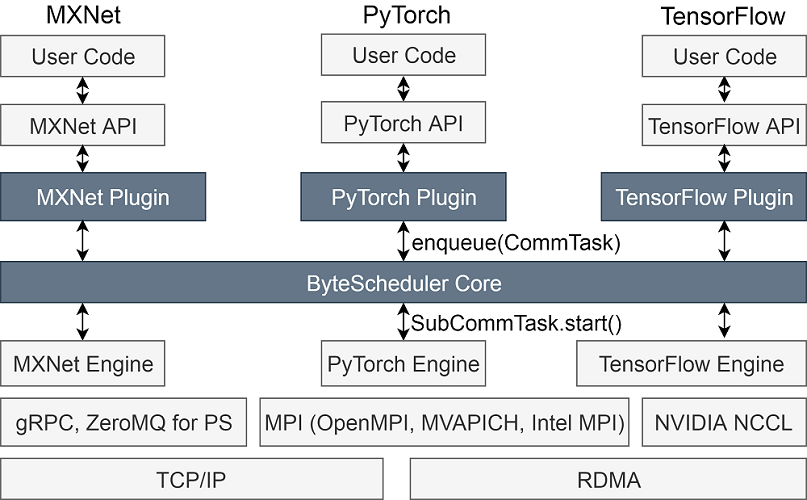 MXNet
PyTorch
TensorFlow
User Code
User Code
User Code
MXNet API
PyTorch API
TensorFlow API
MXNet Plugin
PyTorch Plugin
TensorFlow Plugin
enqueue(CommTask)
ByteScheduler Core
SubCommTask.start()
MXNet Engine
PyTorch Engine
TensorFlow Engine
gRPC, ZeroMQ for PS
MPI (OpenMPI, MVAPICH, Intel MPI)
NVIDIA NCCL
TCP/IP
RDMA